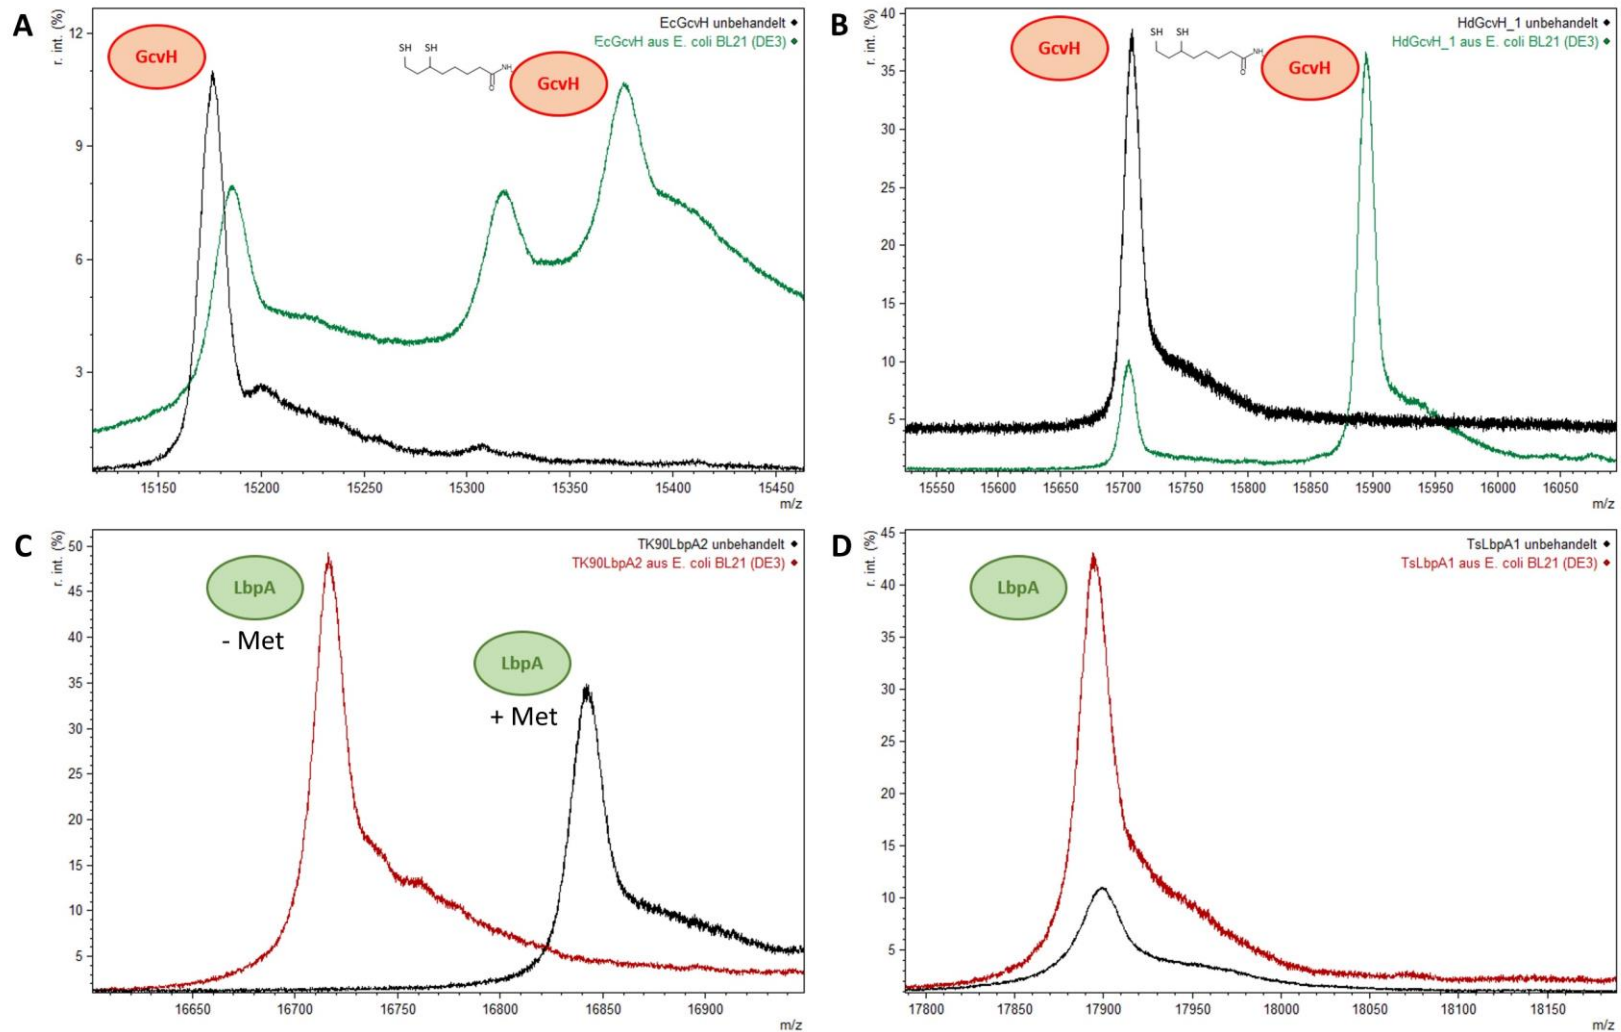 A
r. int. (%)
EcGcvH unbehandelt
EcGcvH aus E. coli BL21 (DE3)
GcvH
SH SH
NH
O
GcvH
12
9
6
3
15150 15200 15250 15300 15350 15400 15450
m/z
B
r. int. (%)
HdGcvH_1 unbehandelt
HdGcvH_1 aus E. coli BL21 (DE3)
GcvH
SH SH
NH
O
GcvH
40
35
30
25
20
15
10
5
15550 15600 15650 15700 15750 15800 15850 15900 15950 16000 16050
m/z
C
r. int. (%)
TK90LbpA2 unbehandelt
TK90LbpA2 aus E. coli BL21 (DE3)
LbpA
- Met
LbpA
+ Met
50
45
40
35
30
25
20
15
10
5
16650 16700 16750 16800 16850 16900
m/z
D
r. int. (%)
TsLbpA1 unbehandelt
TsLbpA1 aus E. coli BL21 (DE3)
LbpA
45
40
35
30
25
20
15
10
5
17800 17850 17900 17950 18000 18050 18100 18150
m/z